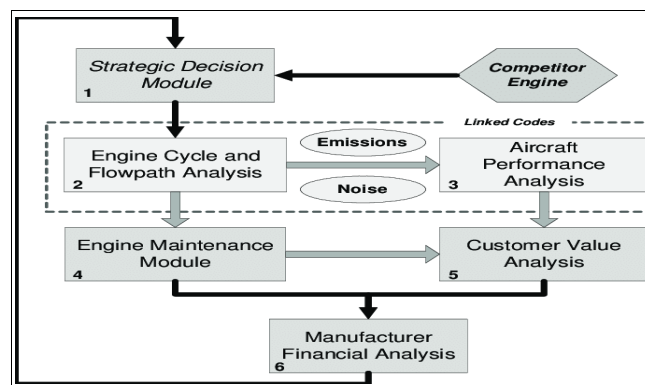 Strategic Decision
Module
1
Competitor
Engine
Linked Codes
Engine Cycle and
Flowpath Analysis
2
Emissions
Noise
Aircraft
Performance
Analysis
3
Engine Maintenance
Module
4
Customer Value
Analysis
5
Manufacturer
Financial Analysis
6